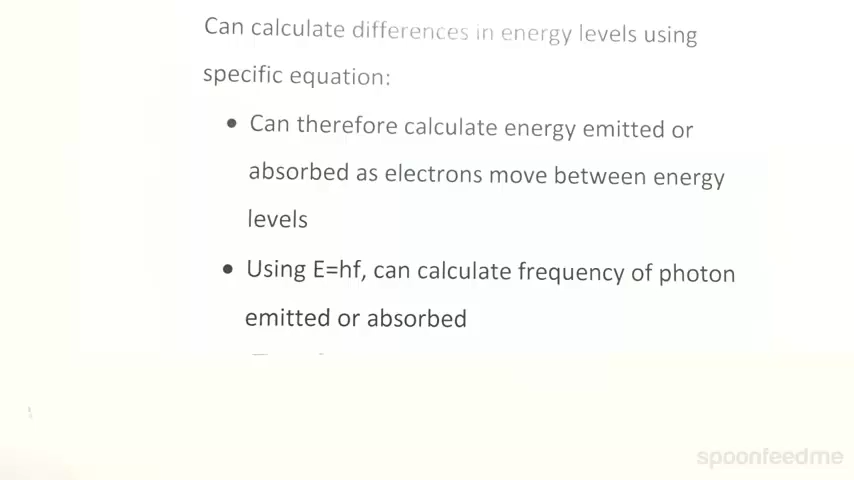 Can calculate differences in energy levels using
specific equation:
• Can therefore calculate energy emitted or
absorbed as electrons move between energy
levels
• Using E=hf, can calculate frequency of photon
emitted or absorbed
spoonfeedme